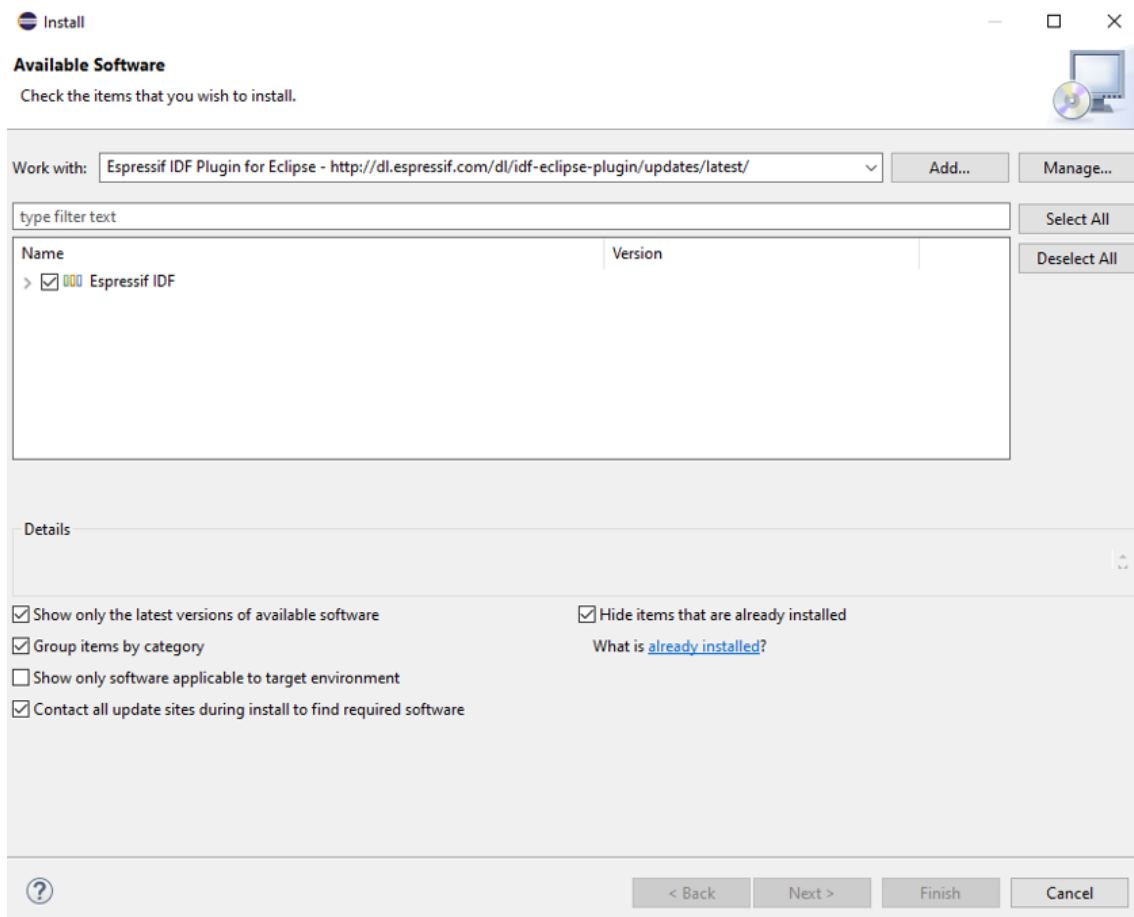 Install
Available Software
Check the items that you wish to install.
Work with: Espressif IDF Plugin for Eclipse - http://dl.espressif.com/dl/idf-eclipse-plugin/updates/latest/ Add... Manage...
type filter text Select All
Name Version Deselect All
Espressif IDF
Details
Show only the latest versions of available software Hide items that are already installed
Group items by category What is already installed?
Show only software applicable to target environment
Contact all update sites during install to find required software
? < Back Next > Finish Cancel